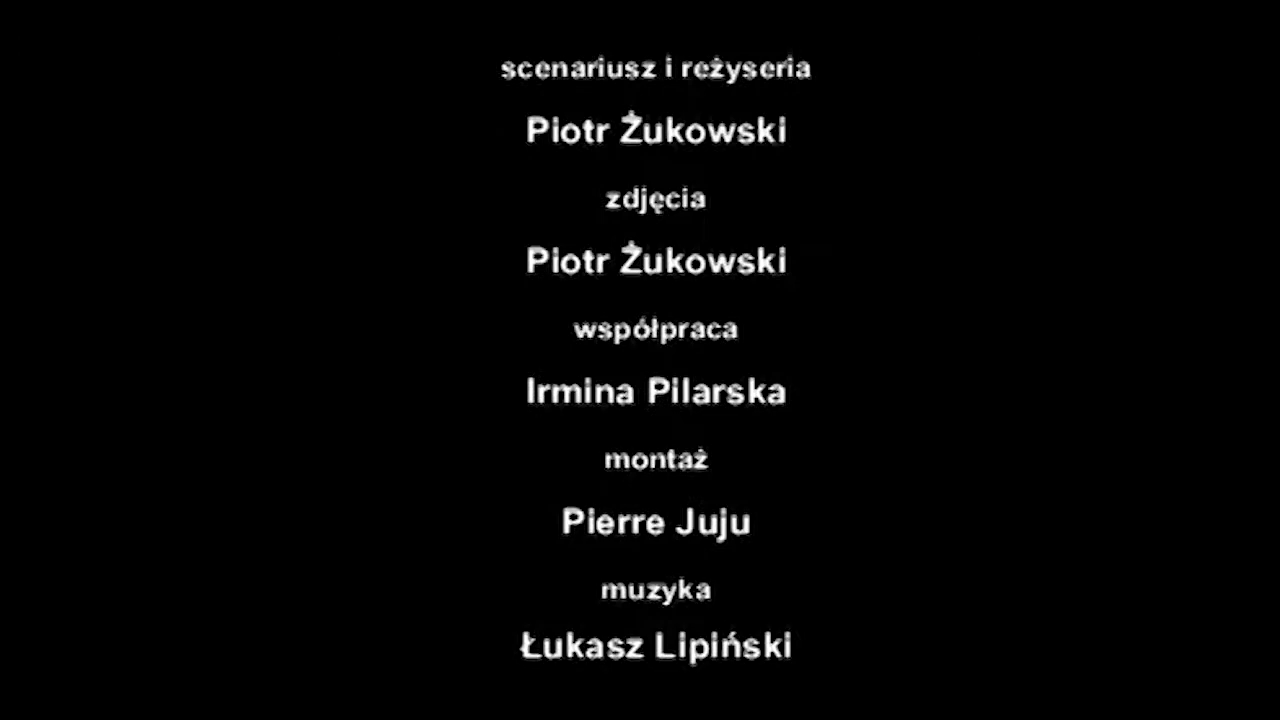 scenariusz i reżyseria
Piotr Żukowski
zdjęcia
Piotr Żukowski
współpraca
Irmina Pilarska
montaż
Pierre Juju
muzyka
Łukasz Lipiński